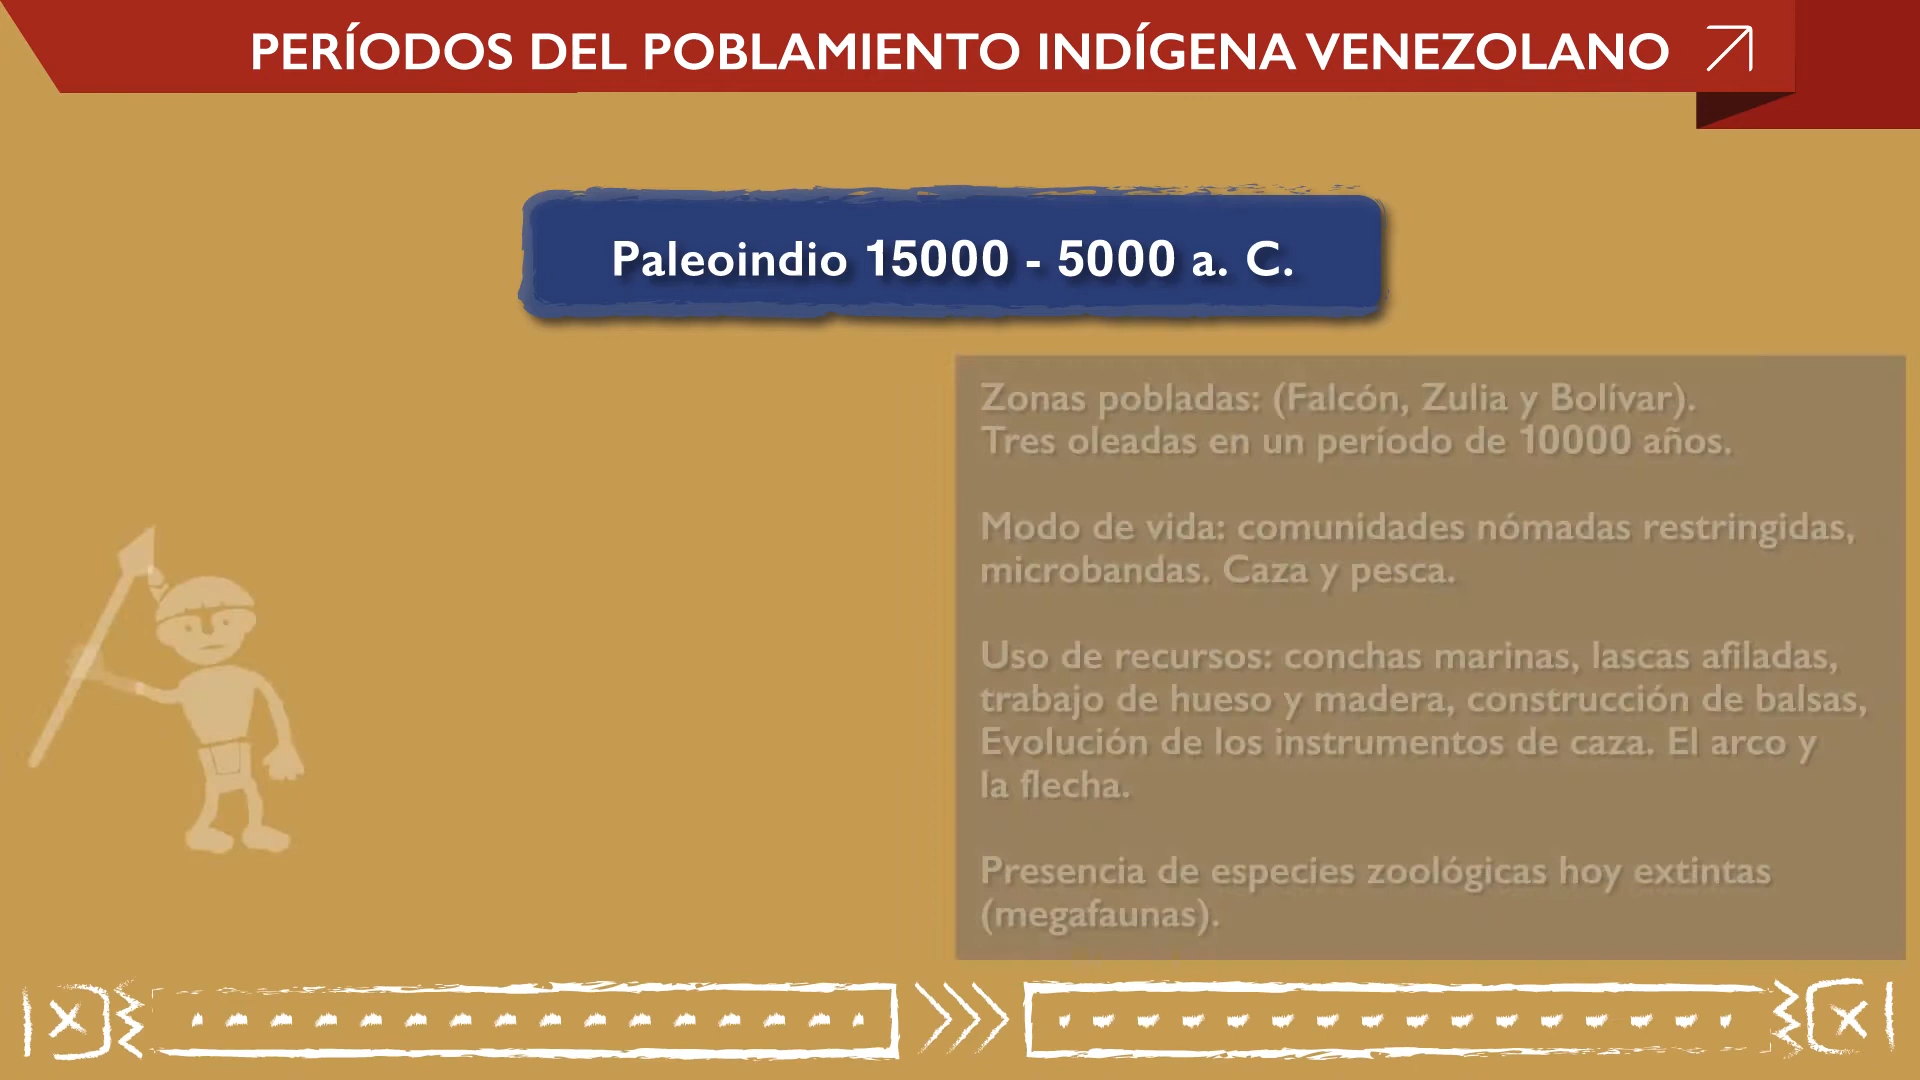 PERÍODOS DEL POBLAMIENTO INDÍGENA VENEZOLANO
Paleoindio 15000 - 5000 a. C.
Zonas pobladas: (Falcón, Zulia y Bolívar).
Tres oleadas en un período de 10000 años.
Modo de vida: comunidades nómadas restringidas,
microbandas. Caza y pesca.
Uso de recursos: conchas marinas, lascas afiladas,
trabajo de hueso y madera, construcción de balsas,
Evolución de los instrumentos de caza. El arco y
la flecha.
Presencia de especies zoológicas hoy extintas
(megafaunas).